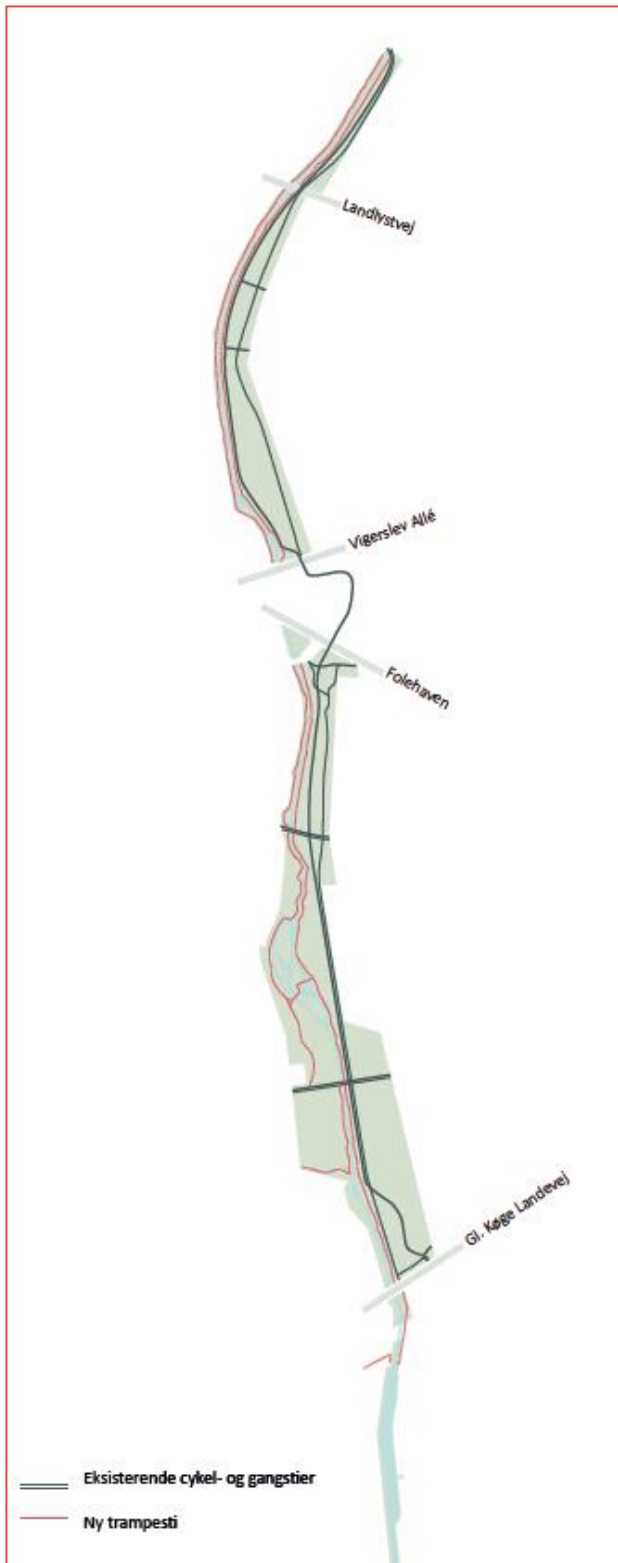 Landlystvej
Vigerslev Allé
Folehaven
Gl. Køge Landevej
Eksisterende cykel- og gangstier
Ny trampesti